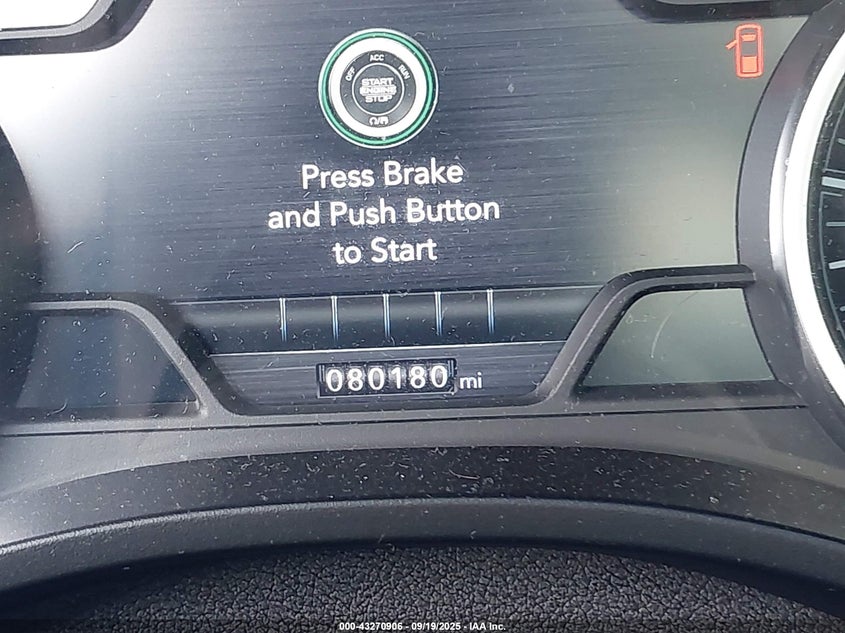 OFF ACC RUN
START
ENGINE
STOP
Press Brake
and Push Button
to Start
080180 mi
000-43270906 - 09/19/2025 - IAA Inc.